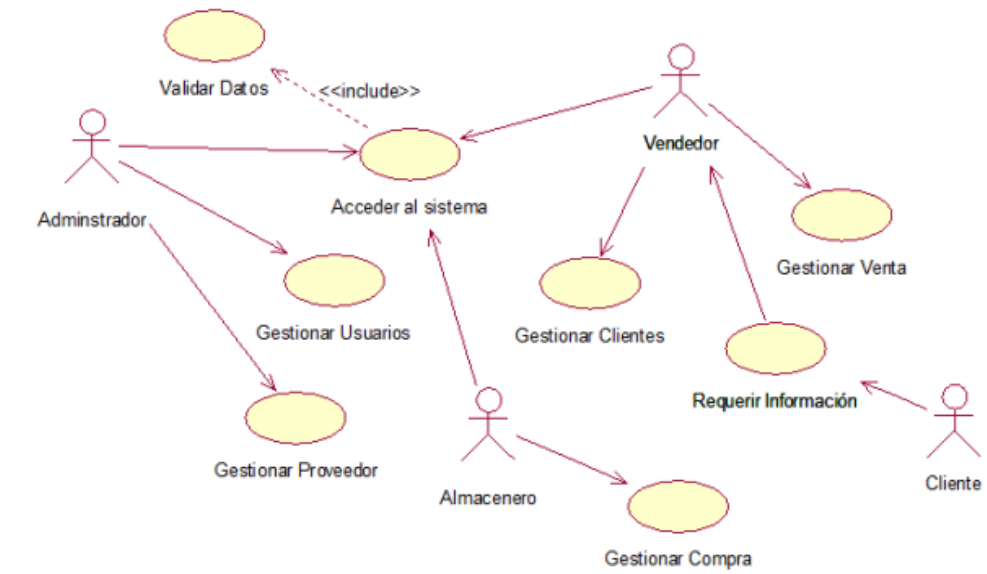 Validar Datos
<<include>>
Vendedor
Adminstrador
Acceder al sistema
Gestionar Venta
Gestionar Usuarios
Gestionar Clientes
Requerir Información
Gestionar Proveedor
Almacenero
Cliente
Gestionar Compra